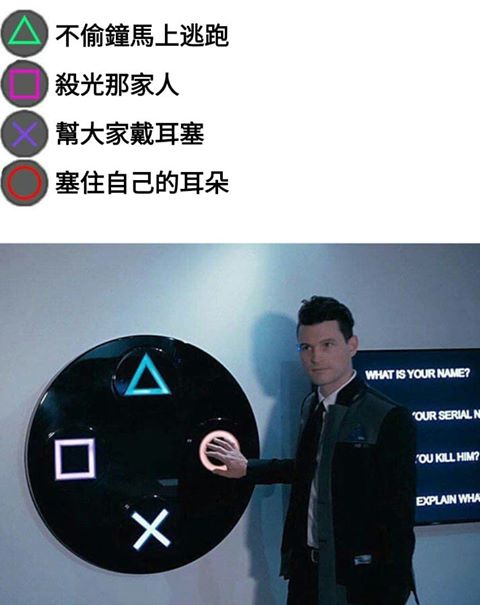 不偷鐘馬上逃跑
殺光那家人
幫大家戴耳塞
塞住自己的耳朵
WHAT IS YOUR NAME?
OUR SERIAL N
OU KILL HIM?
EXPLAIN WHA